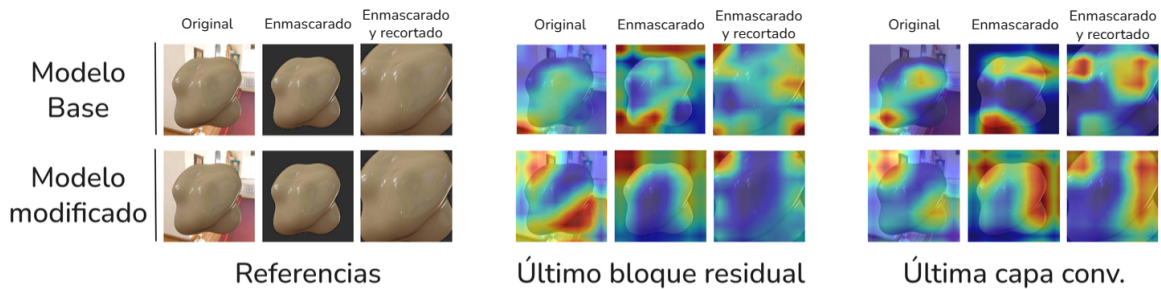 Original
Enmascarado
Enmascarado
y recortado
Original
Enmascarado
Enmascarado
y recortado
Original
Enmascarado
Enmascarado
y recortado
Modelo
Base
Modelo
modificado
Referencias
Último bloque residual
Última capa conv.